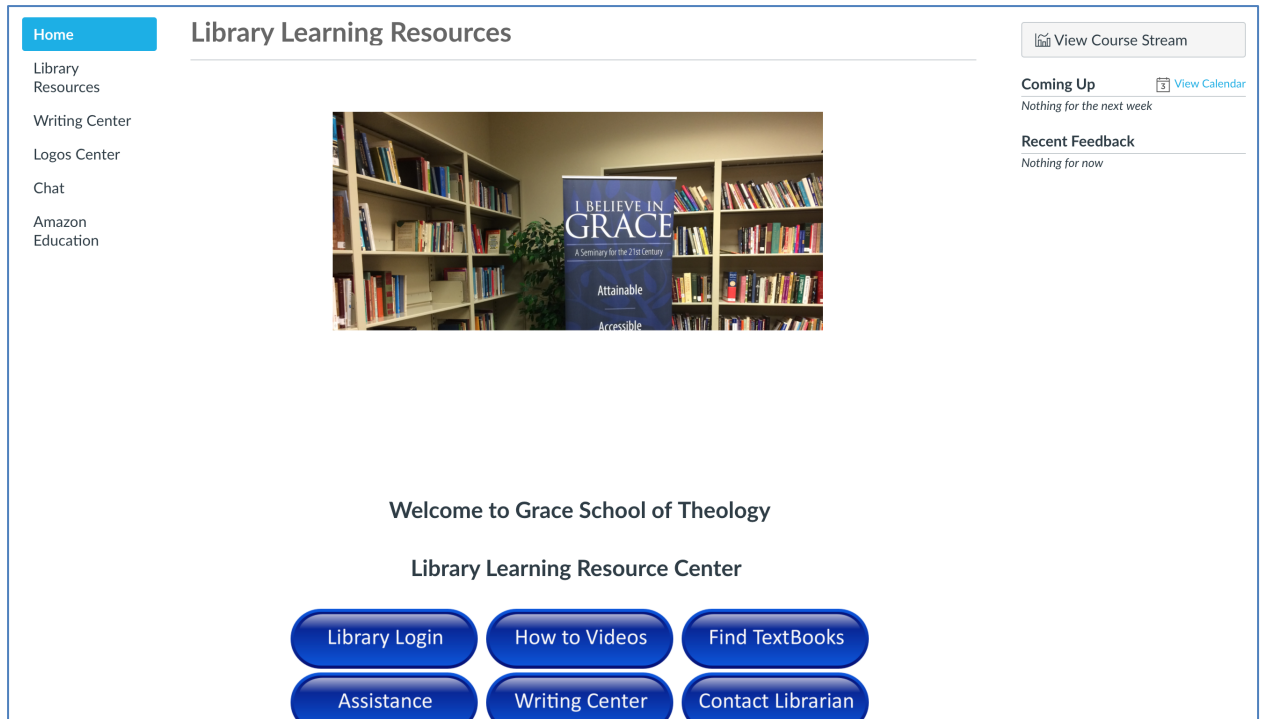 Home
Library
Resources
Writing Center
Logos Center
Chat
Amazon
Education
Library Learning Resources
I BELIEVE IN
GRACE
A Seminary for the 21st Century
Attainable
Accessible
Welcome to Grace School of Theology
Library Learning Resource Center
Library Login
How to Videos
Find TextBooks
Assistance
Writing Center
Contact Librarian
View Course Stream
Coming Up
3 View Calendar
Nothing for the next week
Recent Feedback
Nothing for now